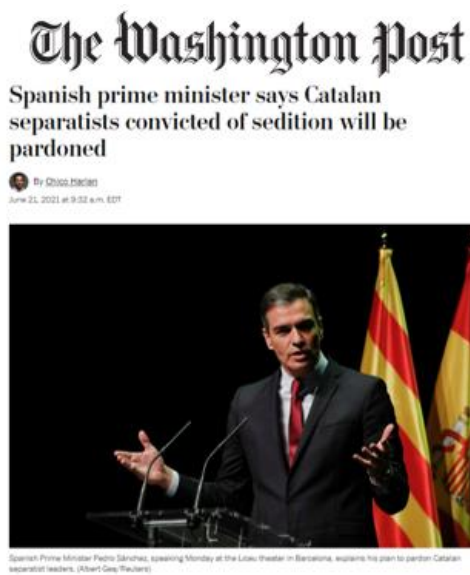 The Washington Post
Spanish prime minister says Catalan
separatists convicted of sedition will be
pardoned
By Chico Harlan
June 21, 2021 at 9:32 a.m. EDT
Spanish Prime Minister Pedro Sánchez, speaking Monday at the Liceu theater in Barcelona, explains his plan to pardon Catalan
separatist leaders. (Albert Gea/Reuters)